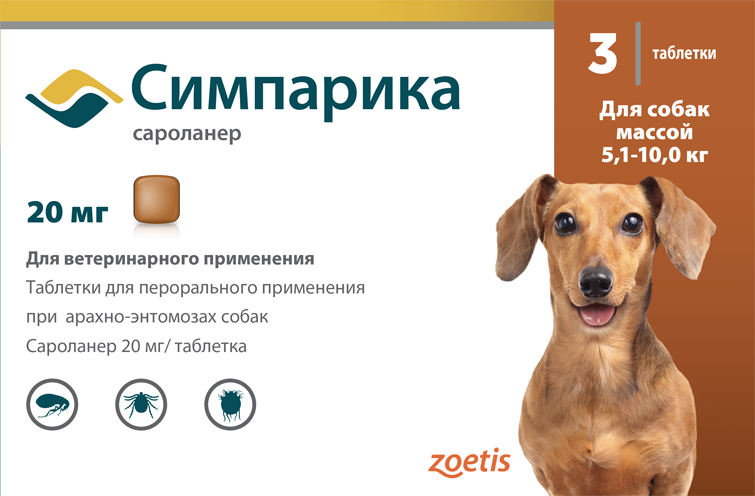 Симпарика
сароланер
3 таблетки
Для собак
массой
5,1-10,0 кг
20 мг
Для ветеринарного применения
Таблетки для перорального применения
при арахно-энтомозах собак
Сароланер 20 мг/ таблетка
zoetis